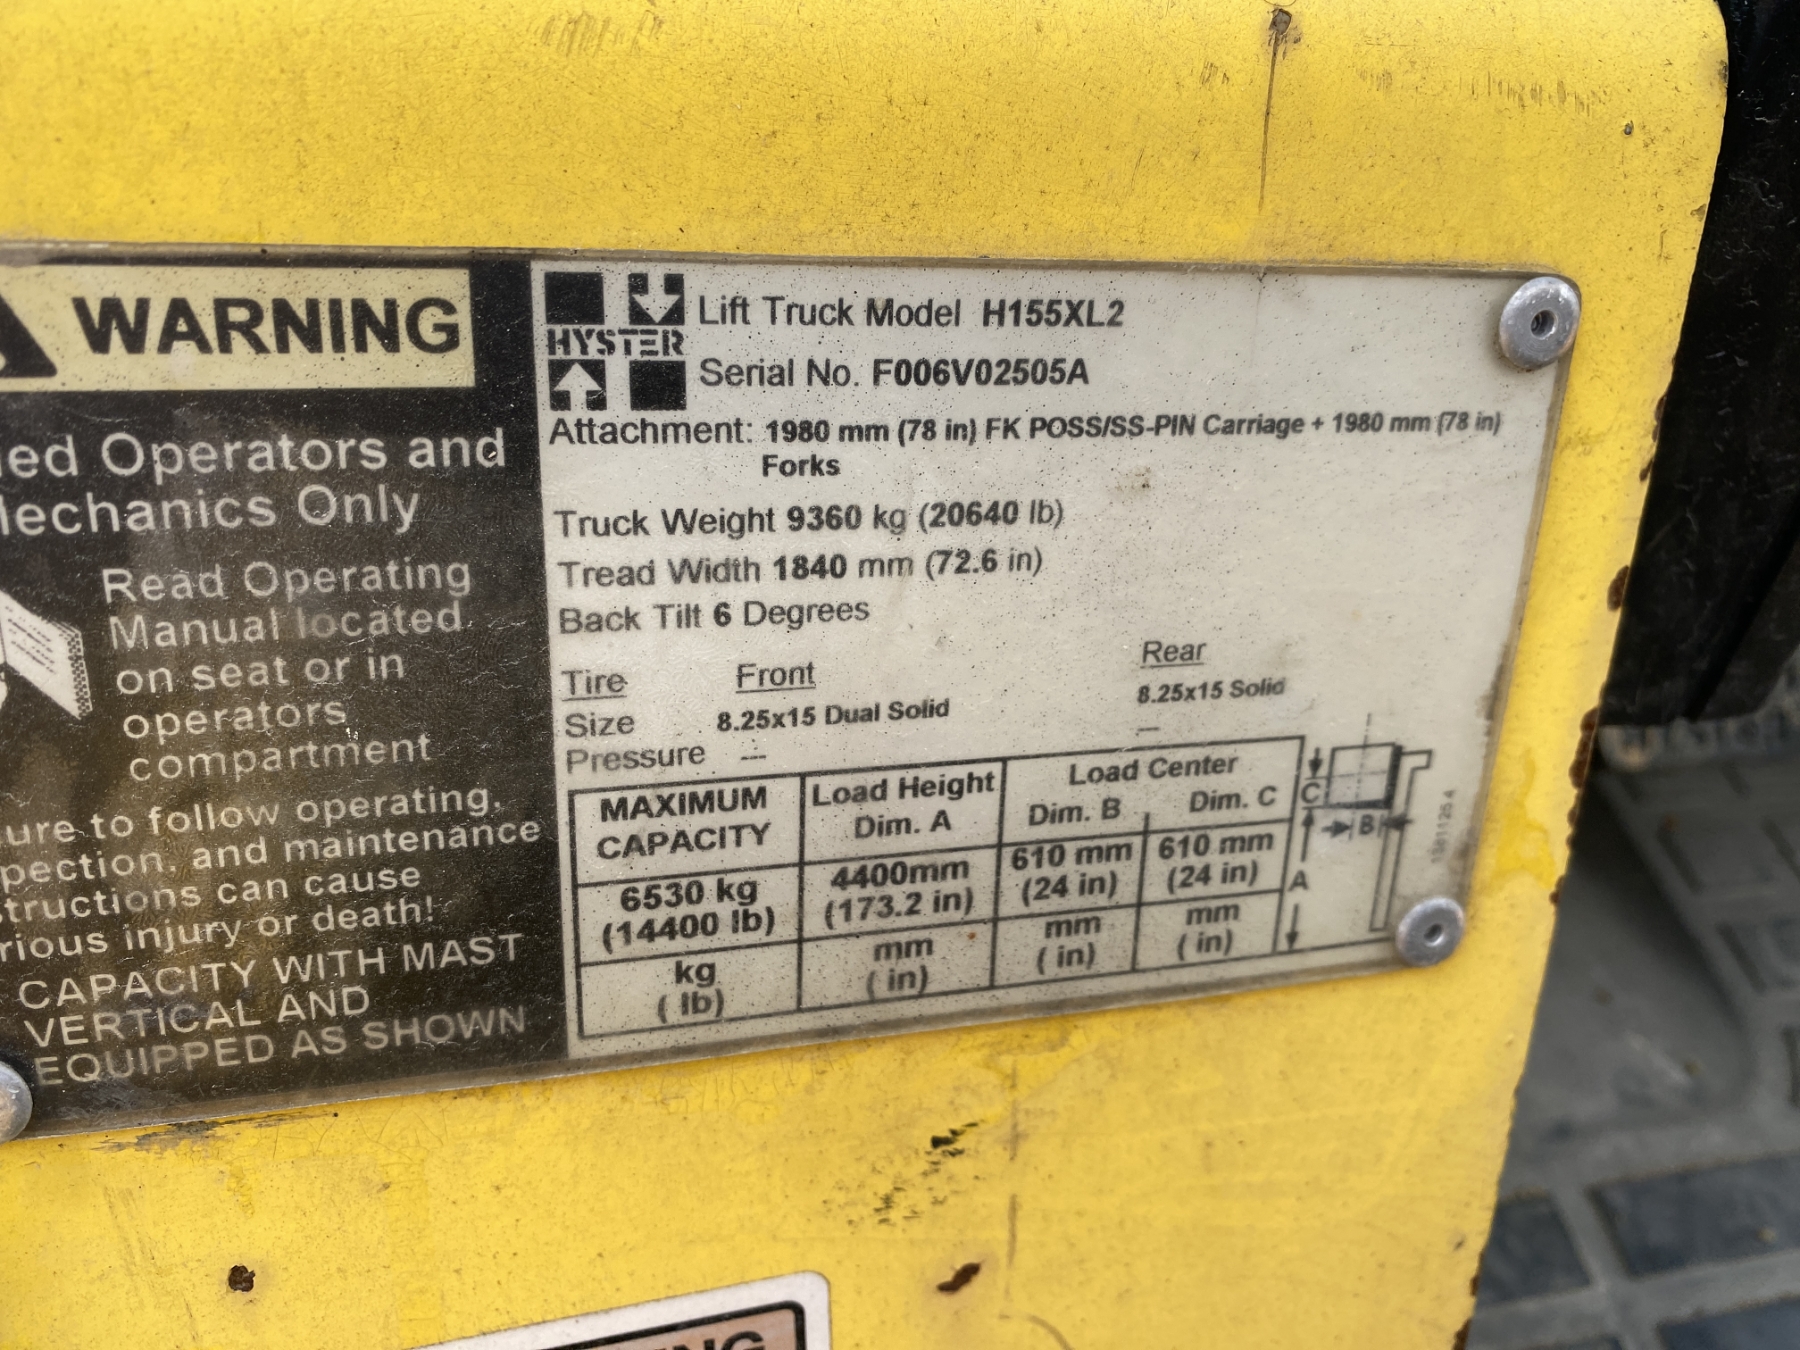 WARNING
ied Operators and
Mechanics Only
Read Operating
Manual located
on seat or in
operators
compartment
ure to follow operating,
pection, and maintenance
structions can cause
rious injury or death!
CAPACITY WITH MAST
VERTICAL AND
EQUIPPED AS SHOWN
HYSTER
Lift Truck Model H155XL2
Serial No. F006V02505A
Attachment: 1980 mm (78 in) FK POSS/SS-PIN Carriage + 1980 mm (78 in)
Forks
Truck Weight 9360 kg (20640 lb)
Tread Width 1840 mm (72.6 in)
Back Tilt 6 Degrees
Tire Front Rear
Size 8.25x15 Dual Solid 8.25x15 Solid
Pressure --- ---
MAXIMUM CAPACITY Load Height Dim. A Load Center Dim. B Dim. C
6530 kg 4400mm 610 mm 610 mm
(14400 lb) (173.2 in) (24 in) (24 in)
kg mm mm mm
( lb) ( in) ( in) ( in)
C
B
A